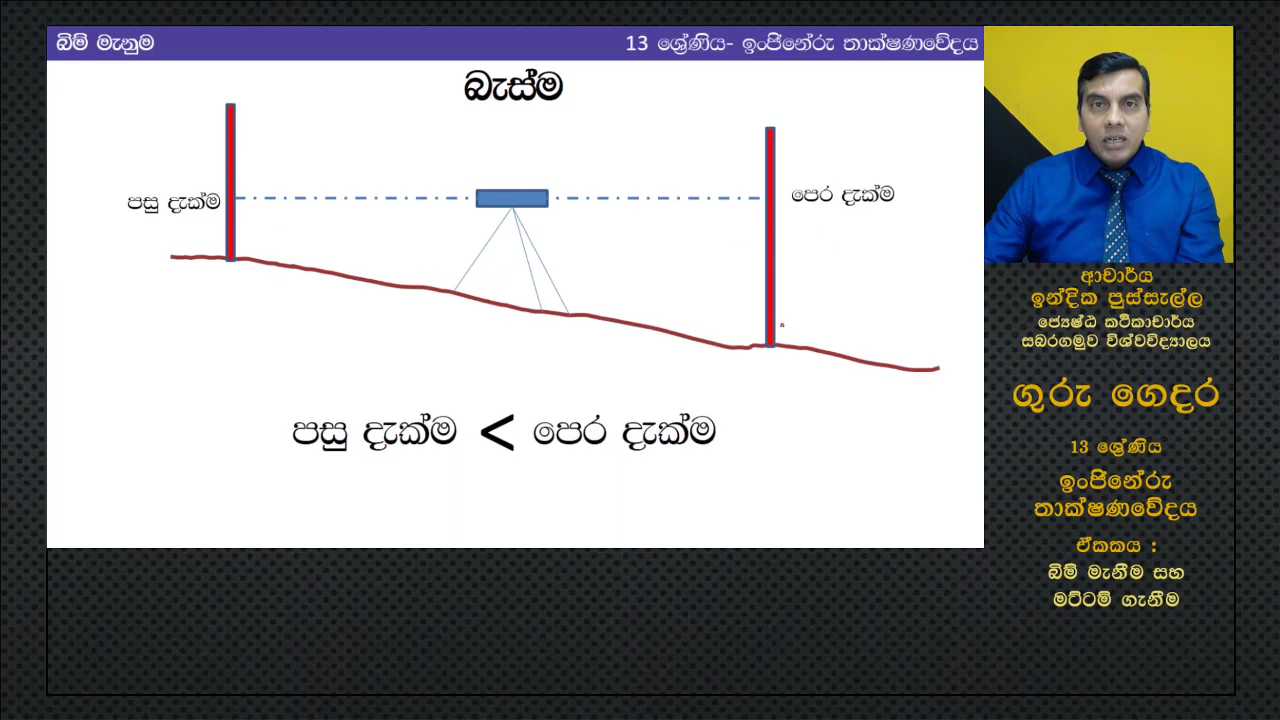 බිම් මැනුම
13 ශ්‍රේණිය- ඉංජිනේරු තාක්ෂණවේදය
බැස්ම
පසු දැක්ම
පෙර දැක්ම
පසු දැක්ම < පෙර දැක්ම
ආචාර්ය
ඉන්දික පුස්සැල්ල
ජ්‍යෙෂ්ඨ කථිකාචාර්ය
සබරගමුව විශ්වවිද්‍යාලය
ගුරු ගෙදර
13 ශ්‍රේණිය
ඉංජිනේරු
තාක්ෂණවේදය
ඒකකය :
බිම් මැනීම සහ
මට්ටම් ගැනීම